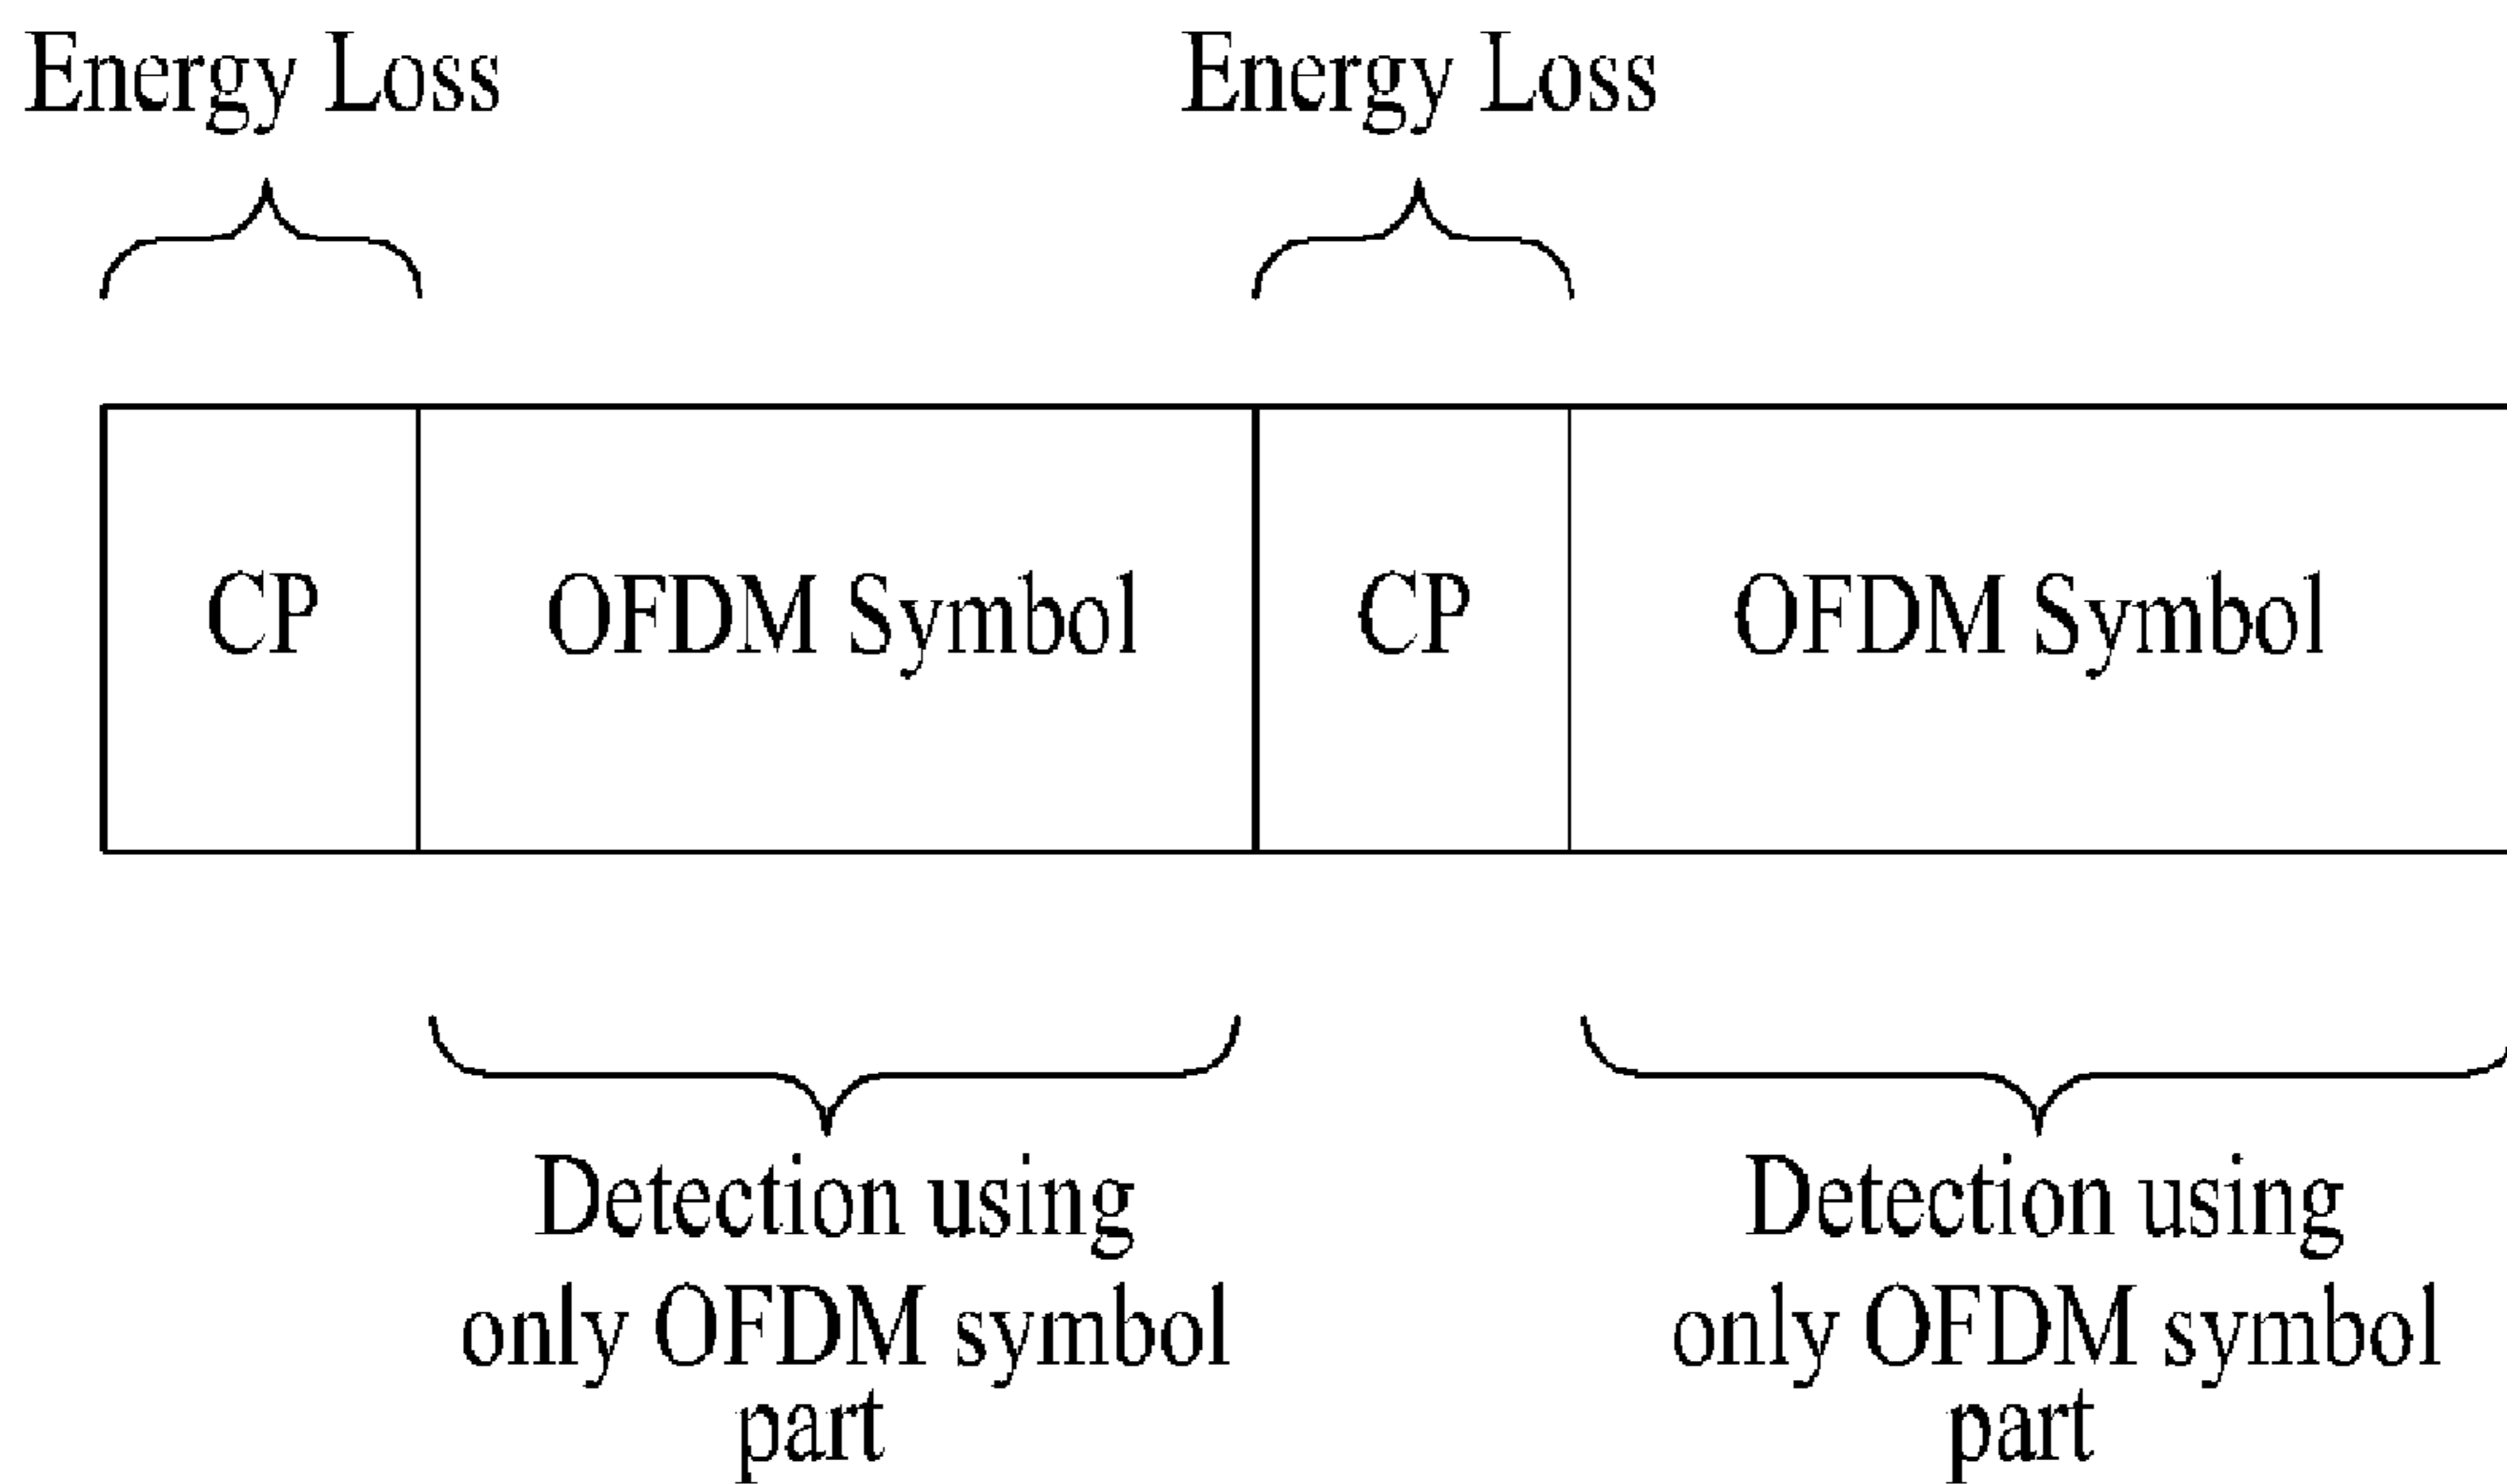 Energy Loss
Energy Loss
CP
OFDM Symbol
CP
OFDM Symbol
Detection using
only OFDM symbol
part
Detection using
only OFDM symbol
part